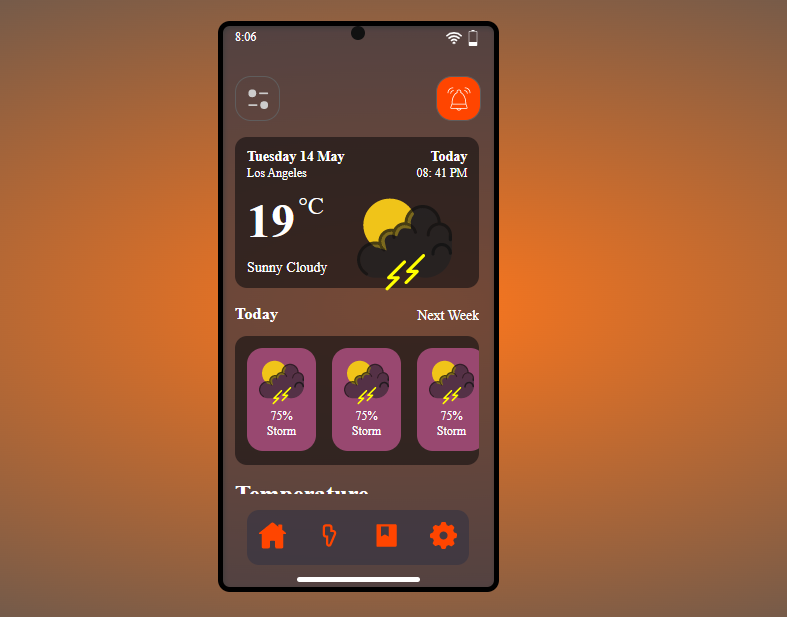 8:06
Tuesday 14 May
Today
Los Angeles
08: 41 PM
19 °C
Sunny Cloudy
Today
Next Week
75%
Storm
75%
Storm
75%
Storm
Temperature